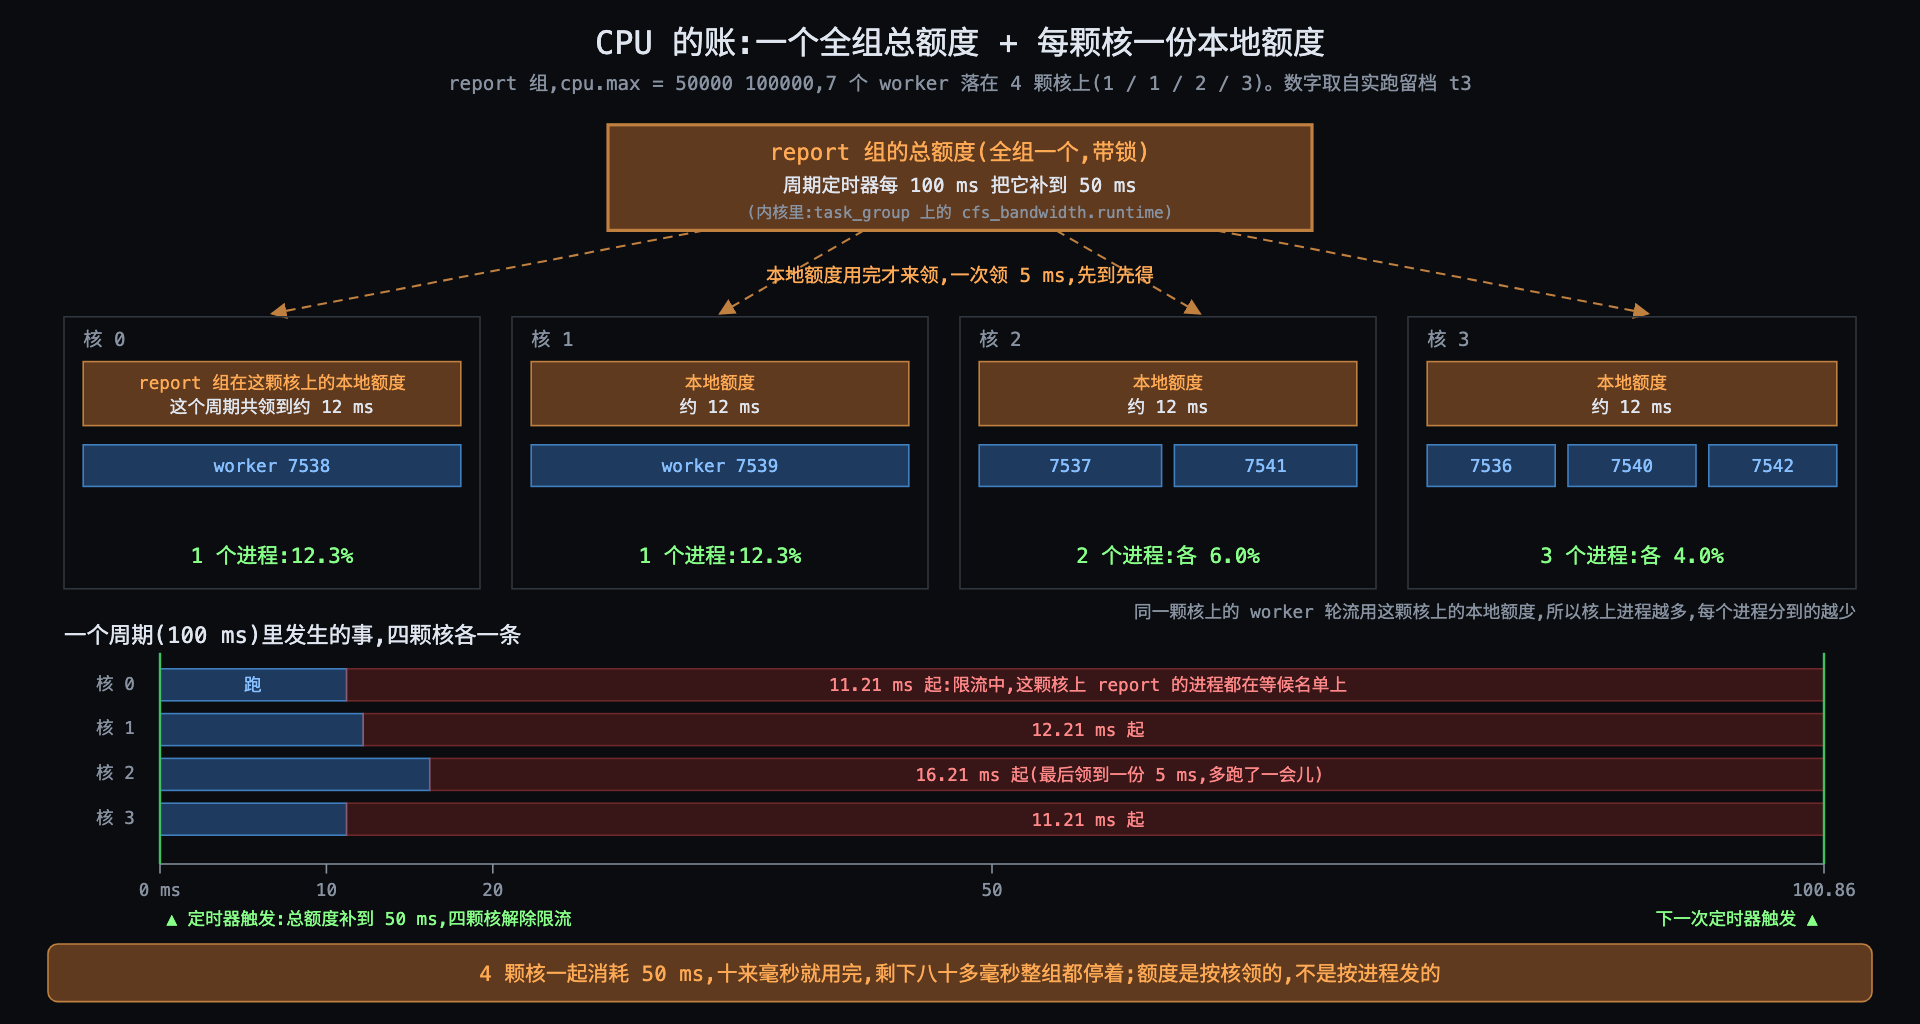 CPU 的账:一个全组总额度 + 每颗核一份本地额度
report 组,cpu.max = 50000 100000,7 个 worker 落在 4 颗核上(1 / 1 / 2 / 3)。数字取自实跑留档 t3
report 组的总额度(全组一个,带锁)
周期定时器每 100 ms 把它补到 50 ms
(内核里:task_group 上的 cfs_bandwidth.runtime)
本地额度用完才来领,一次领 5 ms,先到先得
核 0
report 组在这颗核上的本地额度
这个周期共领到约 12 ms
worker 7538
1 个进程:12.3%
核 1
本地额度
约 12 ms
worker 7539
1 个进程:12.3%
核 2
本地额度
约 12 ms
7537
7541
2 个进程:各 6.0%
核 3
本地额度
约 12 ms
7536
7540
7542
3 个进程:各 4.0%
同一颗核上的 worker 轮流用这颗核上的本地额度,所以核上进程越多,每个进程分到的越少
一个周期(100 ms)里发生的事,四颗核各一条
核 0
跑
11.21 ms 起:限流中,这颗核上 report 的进程都在等候名单上
核 1
12.21 ms 起
核 2
16.21 ms 起(最后领到一份 5 ms,多跑了一会儿)
核 3
11.21 ms 起
0 ms
10
20
50
100.86
▲ 定时器触发:总额度补到 50 ms,四颗核解除限流
下一次定时器触发 ▲
4 颗核一起消耗 50 ms,十来毫秒就用完,剩下八十多毫秒整组都停着;额度是按核领的,不是按进程发的